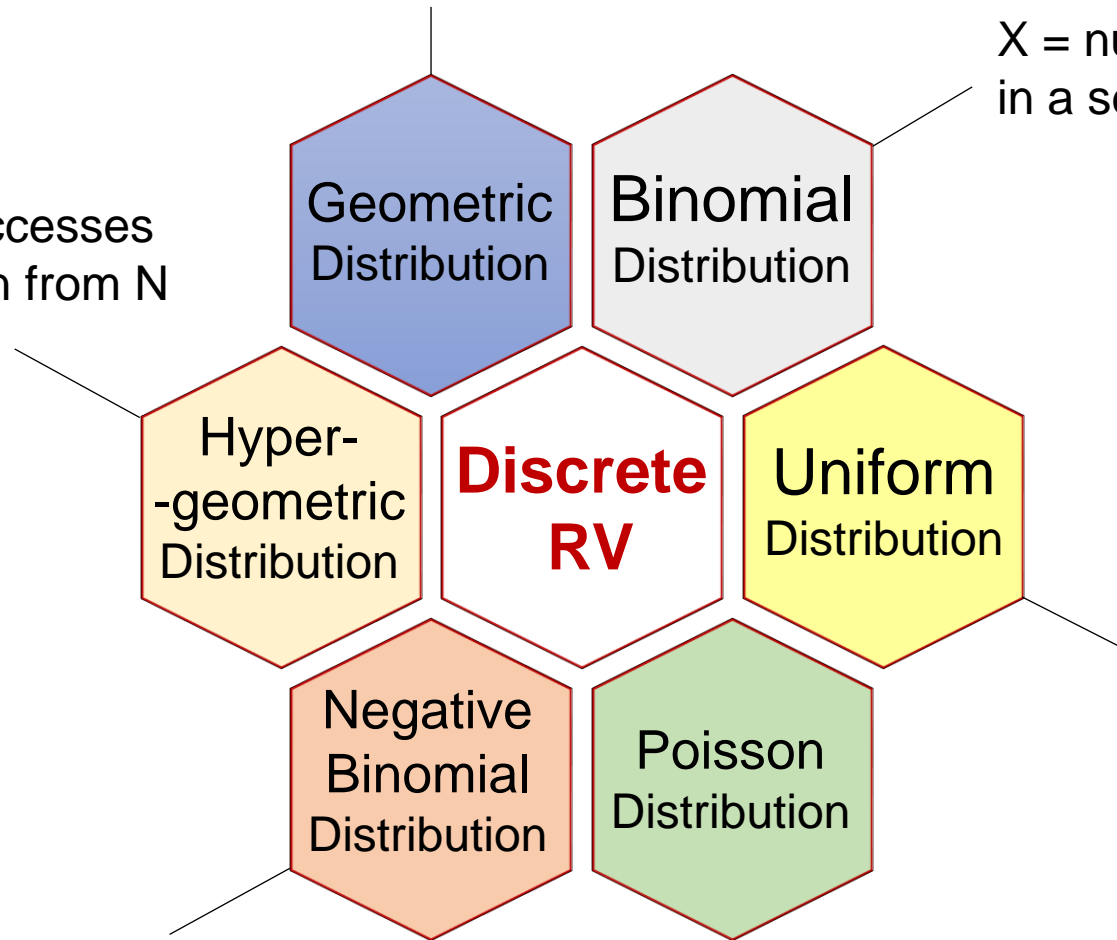 X = nu
in a se
ccesses
n from N
Geometric
Distribution
Binomial
Distribution
Hyper-
-geometric
Distribution
Discrete
RV
Uniform
Distribution
Negative
Binomial
Distribution
Poisson
Distribution